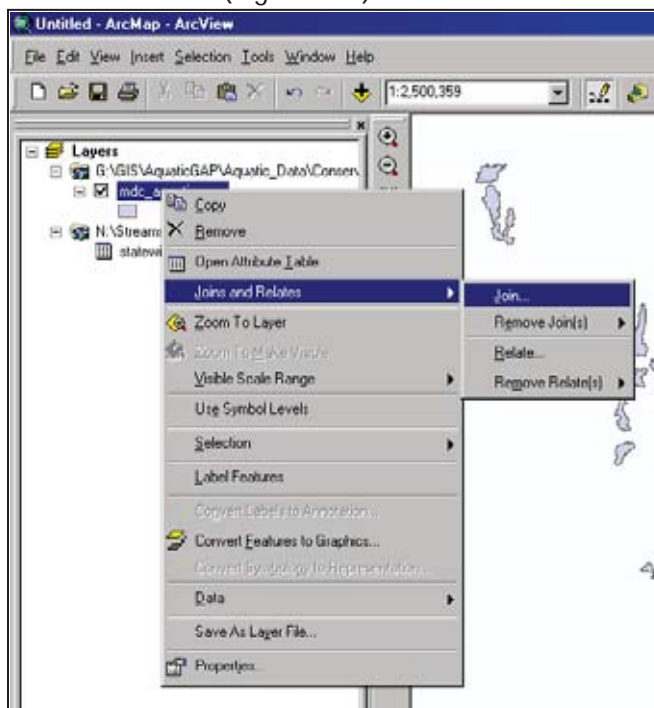 Untitled - ArcMap - ArcView
File Edit View Insert Selection Tools Window Help
1:2,500,359
Layers
G:\GIS\AquaticGAP\Aquatic_Data\Conser
mdc_a
N:\Streams
statewi
Copy
Remove
Open Attribute Table
Joins and Relates
Zoom To Layer
Zoom To Make Visible
Visible Scale Range
Use Symbol Levels
Selection
Label Features
Convert Labels to Annotation...
Convert Features to Graphics...
Convert Symbology to Representation...
Data
Save As Layer File...
Properties...
Join...
Remove Join(s)
Relate...
Remove Relate(s)